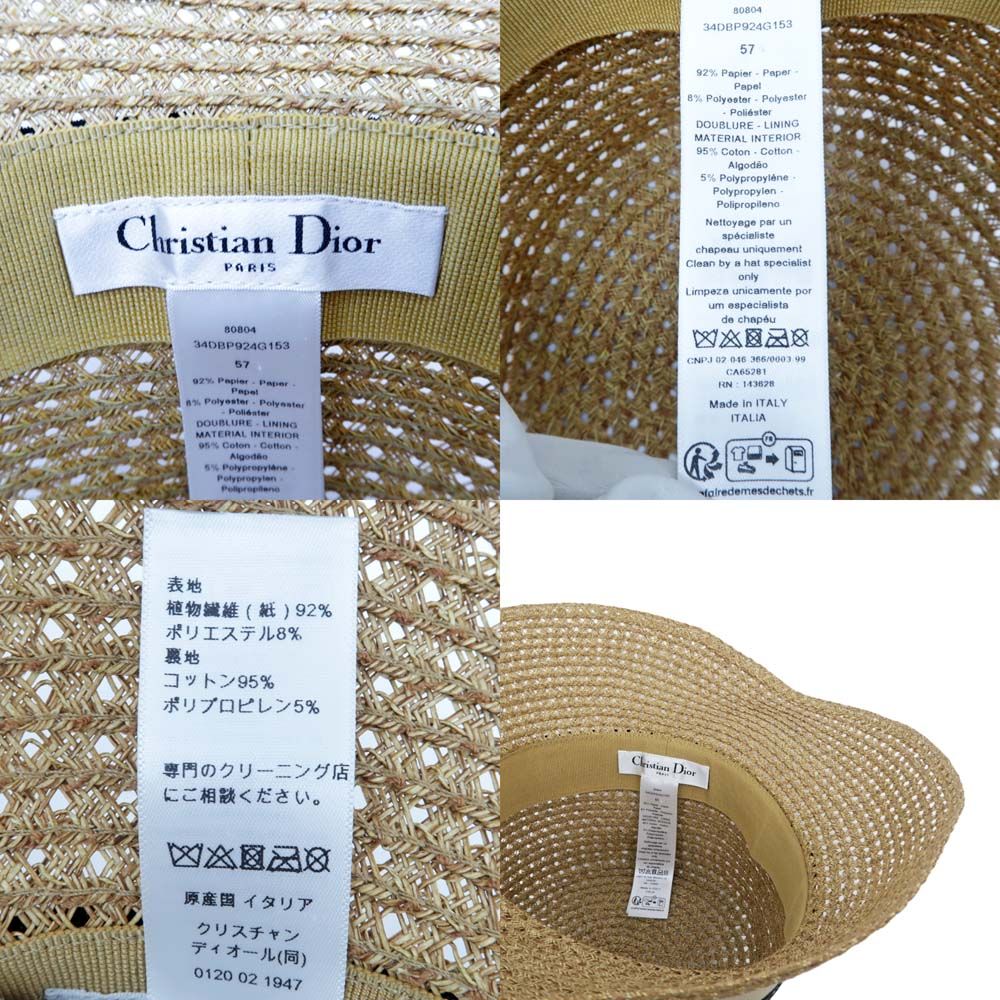 Christian Dior
PARIS
80804
34DBP924G153
57
92% Papier - Paper -
Papel
8% Polyester - Polyester
- Poliéster
DOUBLURE - LINING
MATERIAL INTERIOR
95% Coton - Cotton -
Algodão
5% Polypropylène -
Polypropylen -
Polipropileno
80804
34DBP924G153
57
92% Papier - Paper -
Papel
8% Polyester - Polyester
- Poliéster
DOUBLURE - LINING
MATERIAL INTERIOR
95% Coton - Cotton -
Algodão
5% Polypropylène -
Polypropylen -
Polipropileno
Nettoyage par un
spécialiste
chapeau uniquement
Clean by a hat specialist
only
Limpeza unicamente por
um especialista
de chapéu
CNPJ 02 046 366/0003 99
CA65281
RN : 143628
Made in ITALY
ITALIA
FR
表地
植物繊維(紙)92%
ポリエステル8%
裏地
コットン95%
ポリプロピレン5%
専門のクリーニング店
にご相談ください。
原産国 イタリア
クリスチャン
ディオール(同)
0120 02 1947
Christian Dior
PARIS